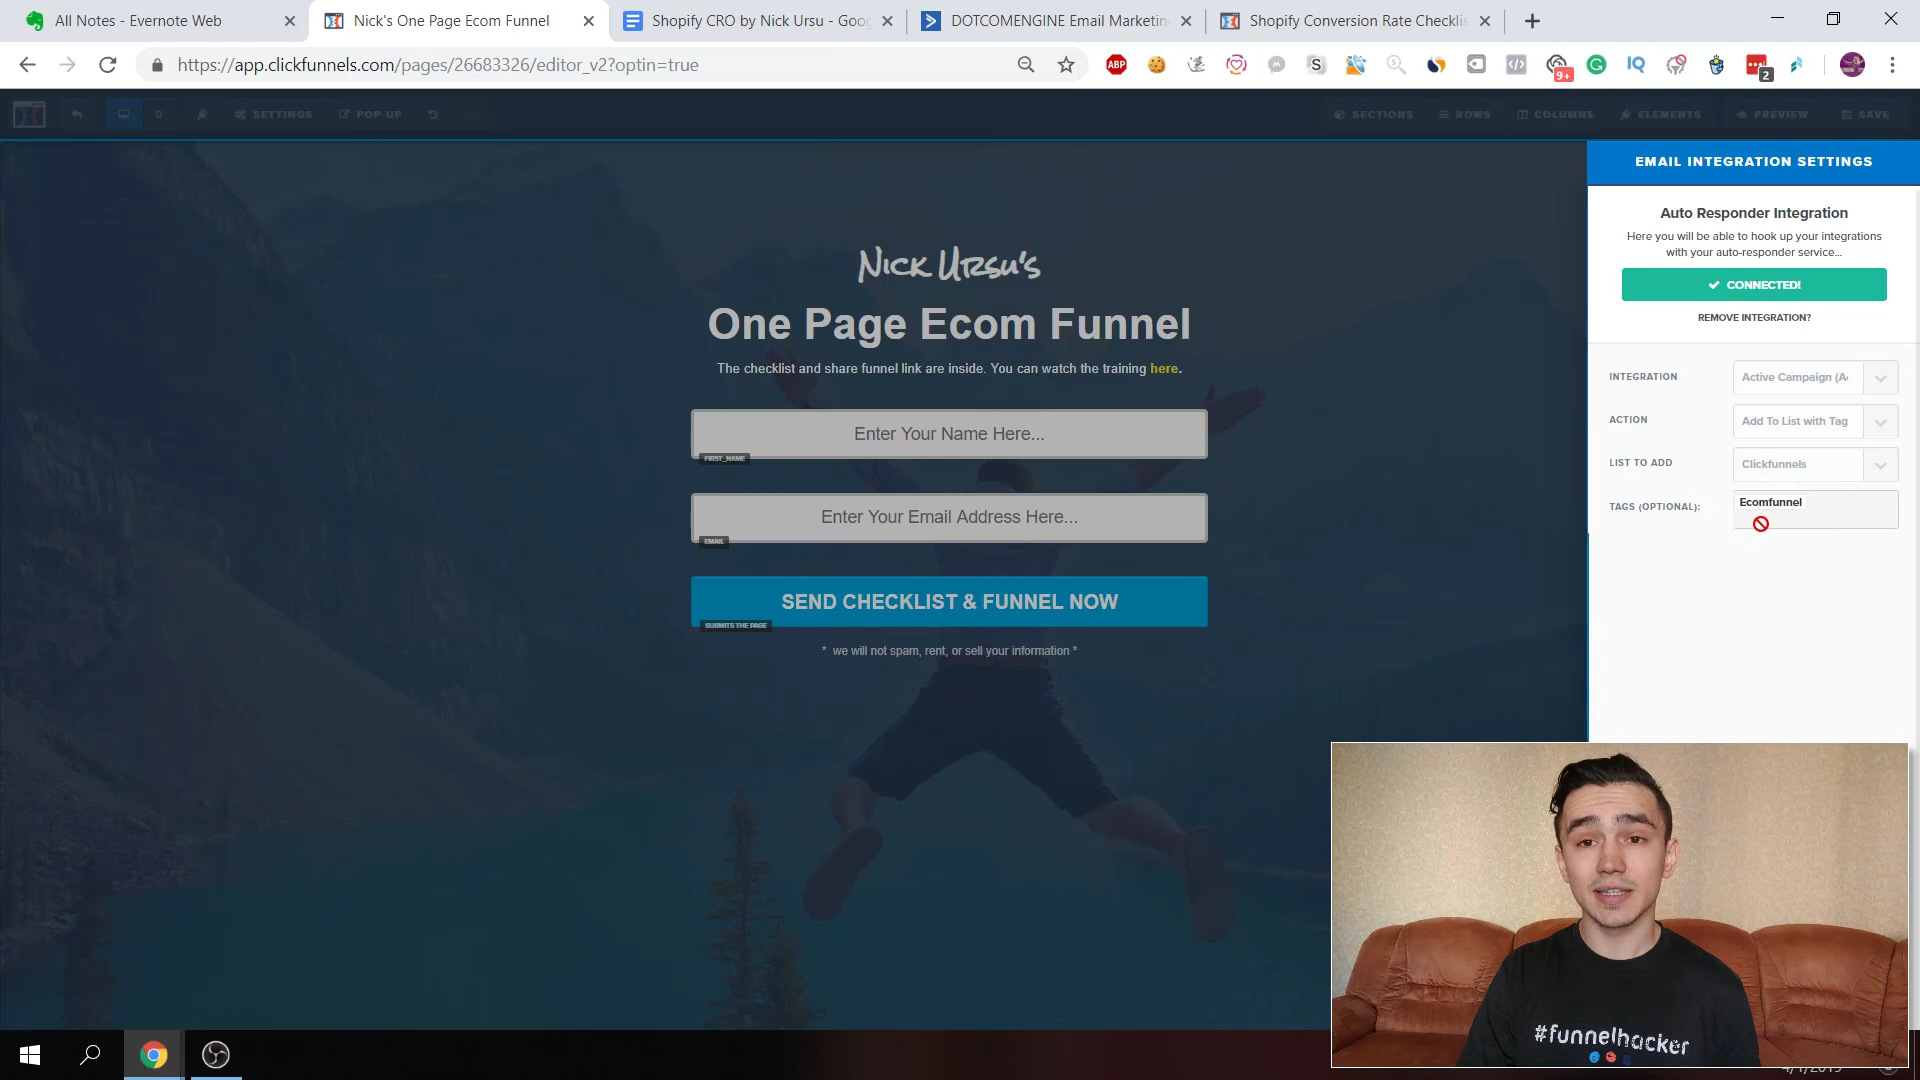 All Notes - Evernote Web
Nick's One Page Ecom Funnel
Shopify CRO by Nick Ursu - Goog
DOTCOMENGINE Email Marketin
Shopify Conversion Rate Checklis
https://app.clickfunnels.com/pages/26683326/editor_v2?optin=true
ABP
S
9+
IQ
2
SETTINGS
POP UP
SECTIONS
ROWS
COLUMNS
ELEMENTS
PREVIEW
SAVE
EMAIL INTEGRATION SETTINGS
Auto Responder Integration
Here you will be able to hook up your integrations
with your auto-responder service...
CONNECTED!
REMOVE INTEGRATION?
INTEGRATION
Active Campaign (A
ACTION
Add To List with Tag
LIST TO ADD
Clickfunnels
TAGS (OPTIONAL):
Ecomfunnel
Nick Ursu's
One Page Ecom Funnel
The checklist and share funnel link are inside. You can watch the training here.
Enter Your Name Here...
FIRST_NAME
Enter Your Email Address Here...
EMAIL
SEND CHECKLIST & FUNNEL NOW
SUBMITS THE PAGE
* we will not spam, rent, or sell your information *
#funnelhacker